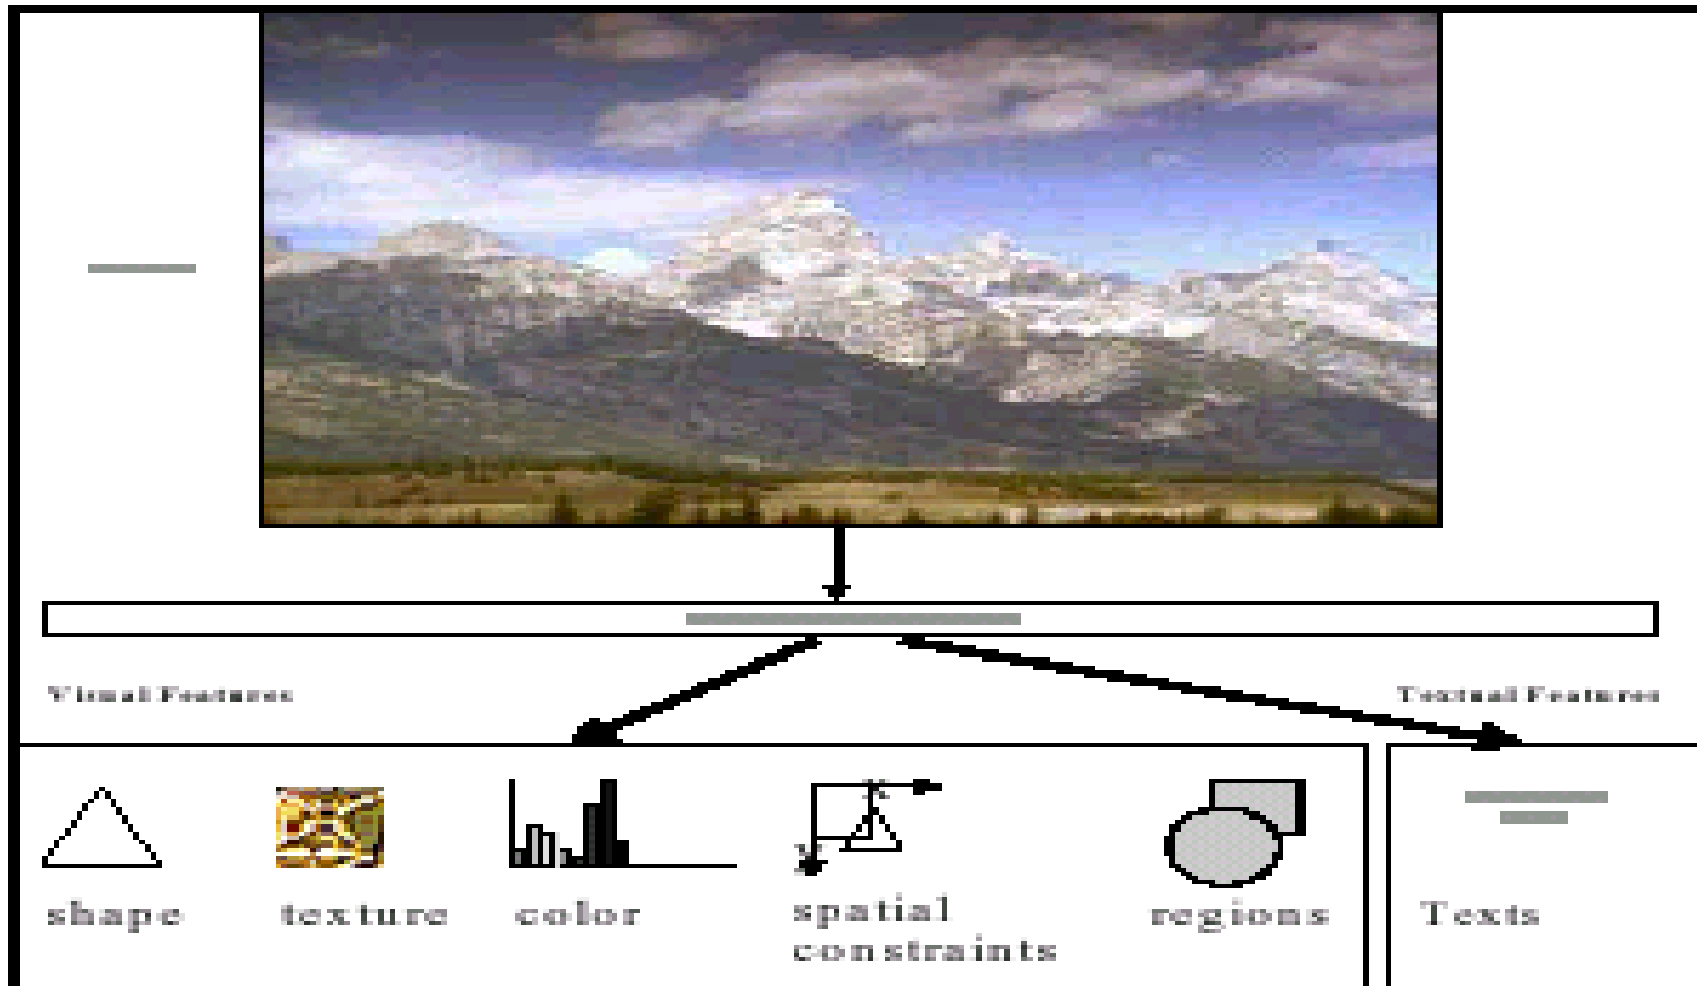 Visual Features
Textual Features
X
Y
shape
texture
color
spatial
constraints
regions
Texts